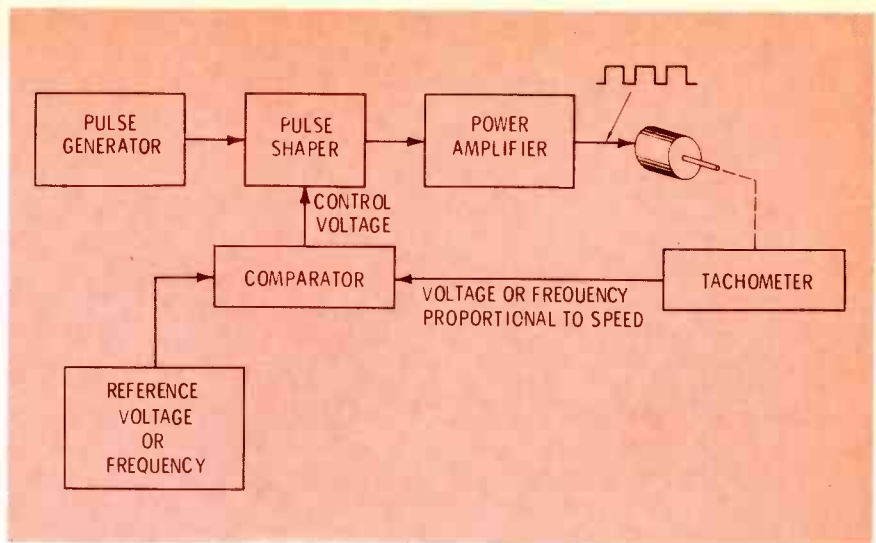 PULSE
GENERATOR
PULSE
SHAPER
POWER
AMPLIFIER
CONTROL
VOLTAGE
COMPARATOR
VOLTAGE OR FREQUENCY
PROPORTIONAL TO SPEED
TACHOMETER
REFERENCE
VOLTAGE
OR
FREQUENCY